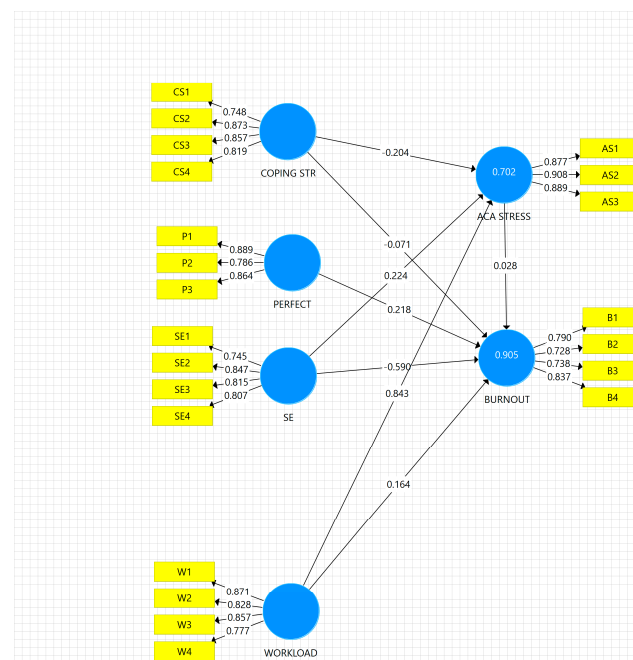 CS1
0.748
CS2
0.873
CS3
0.857
CS4
0.819
COPING STR
-0.204
0.702
ACA STRESS
0.877
AS1
0.908
AS2
0.889
AS3
P1
0.889
P2
0.786
P3
0.864
PERFECT
-0.071
0.224
0.028
0.218
SE1
0.745
SE2
0.847
SE3
0.815
SE4
0.807
SE
-0.590
0.843
0.905
BURNOUT
0.790
B1
0.728
B2
0.738
B3
0.837
B4
0.164
W1
0.871
W2
0.828
W3
0.857
W4
0.777
WORKLOAD